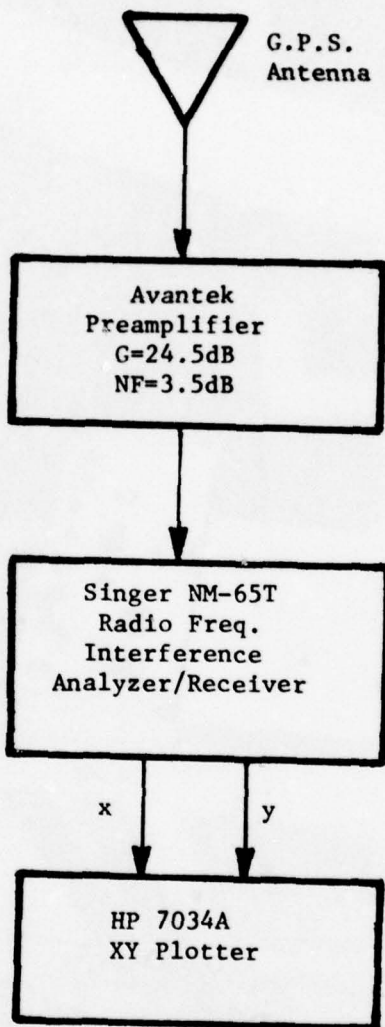 G.P.S.
Antenna
Avantek
Preamplifier
G=24.5dB
NF=3.5dB
Singer NM-65T
Radio Freq.
Interference
Analyzer/Receiver
x
y
HP 7034A
XY Plotter